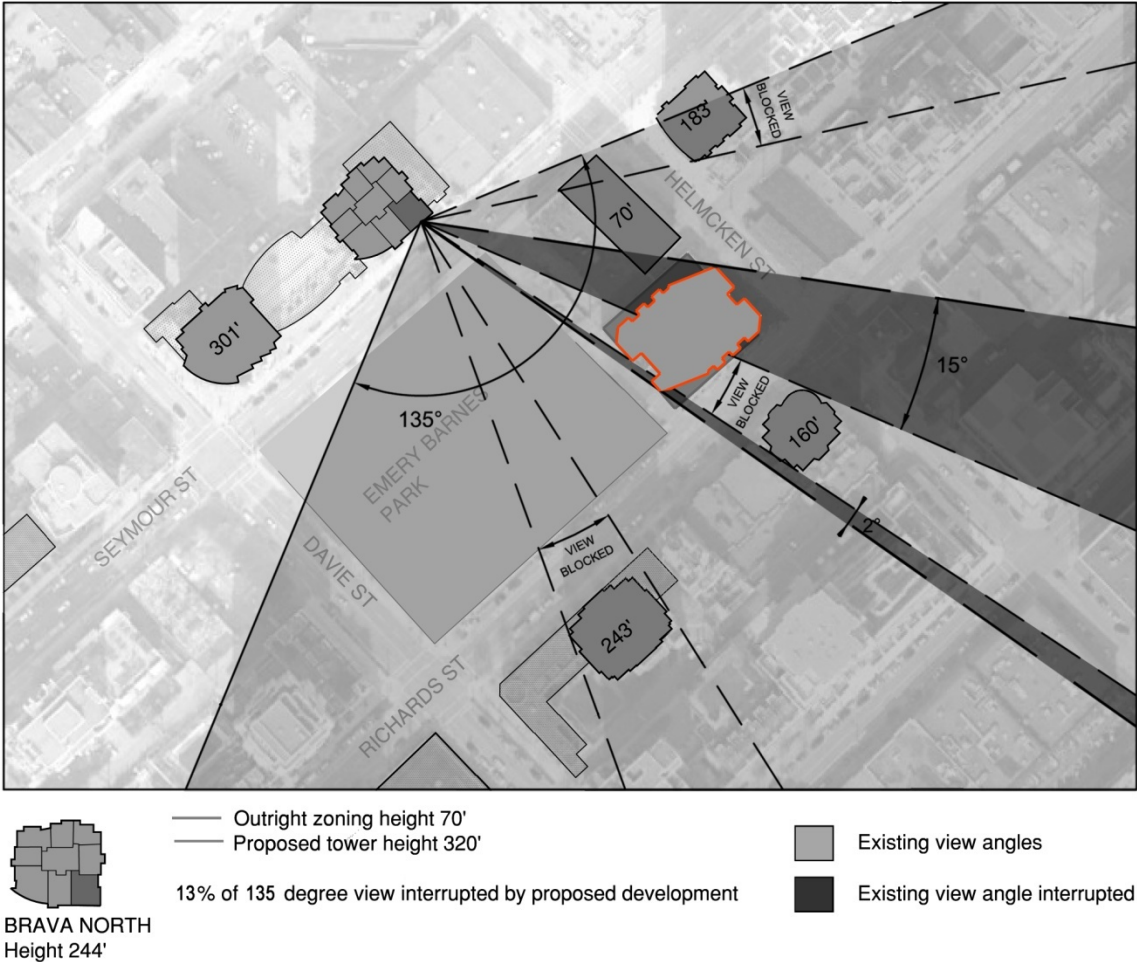 183'
VIEW
BLOCKED
HELMCKEN ST
70'
301'
15°
VIEW
BLOCKED
135°
160'
EMERY BARNES
PARK
SEYMOUR ST
2°
DAVIE ST
VIEW
BLOCKED
243'
RICHARDS ST
Outright zoning height 70'
Proposed tower height 320'
Existing view angles
13% of 135 degree view interrupted by proposed development
Existing view angle interrupted
BRAVA NORTH
Height 244'